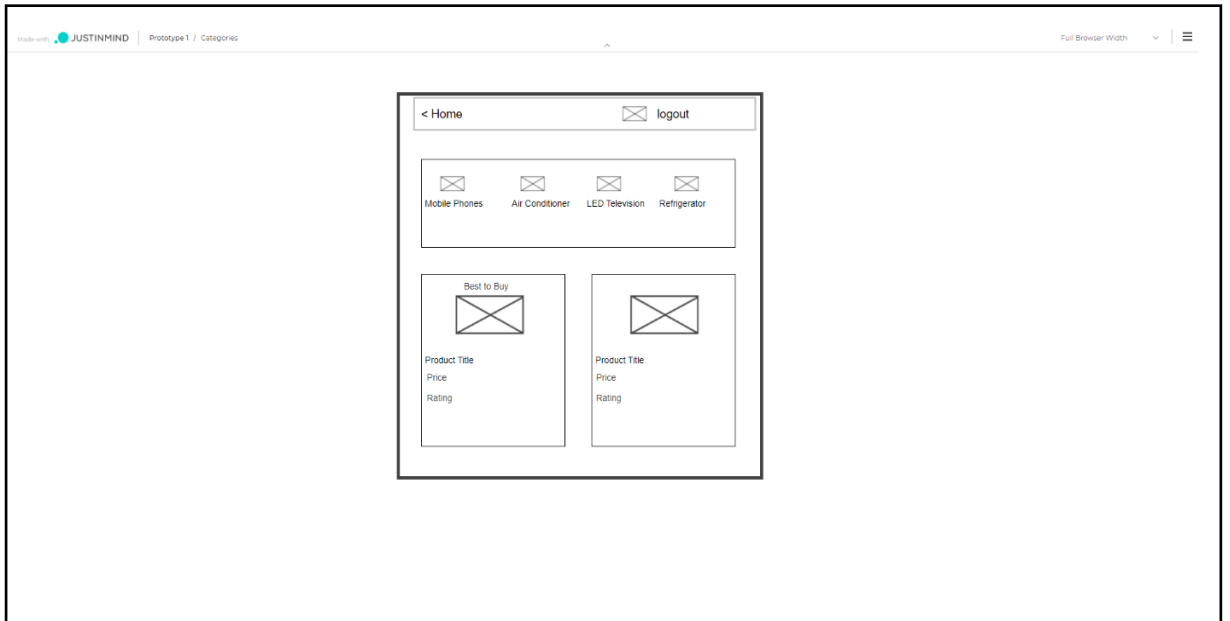 Made with JUSTINMIND Prototype 1 / Categories Full Browser Width
< Home logout
Mobile Phones Air Conditioner LED Television Refrigerator
Best to Buy
Product Title Product Title
Price Price
Rating Rating